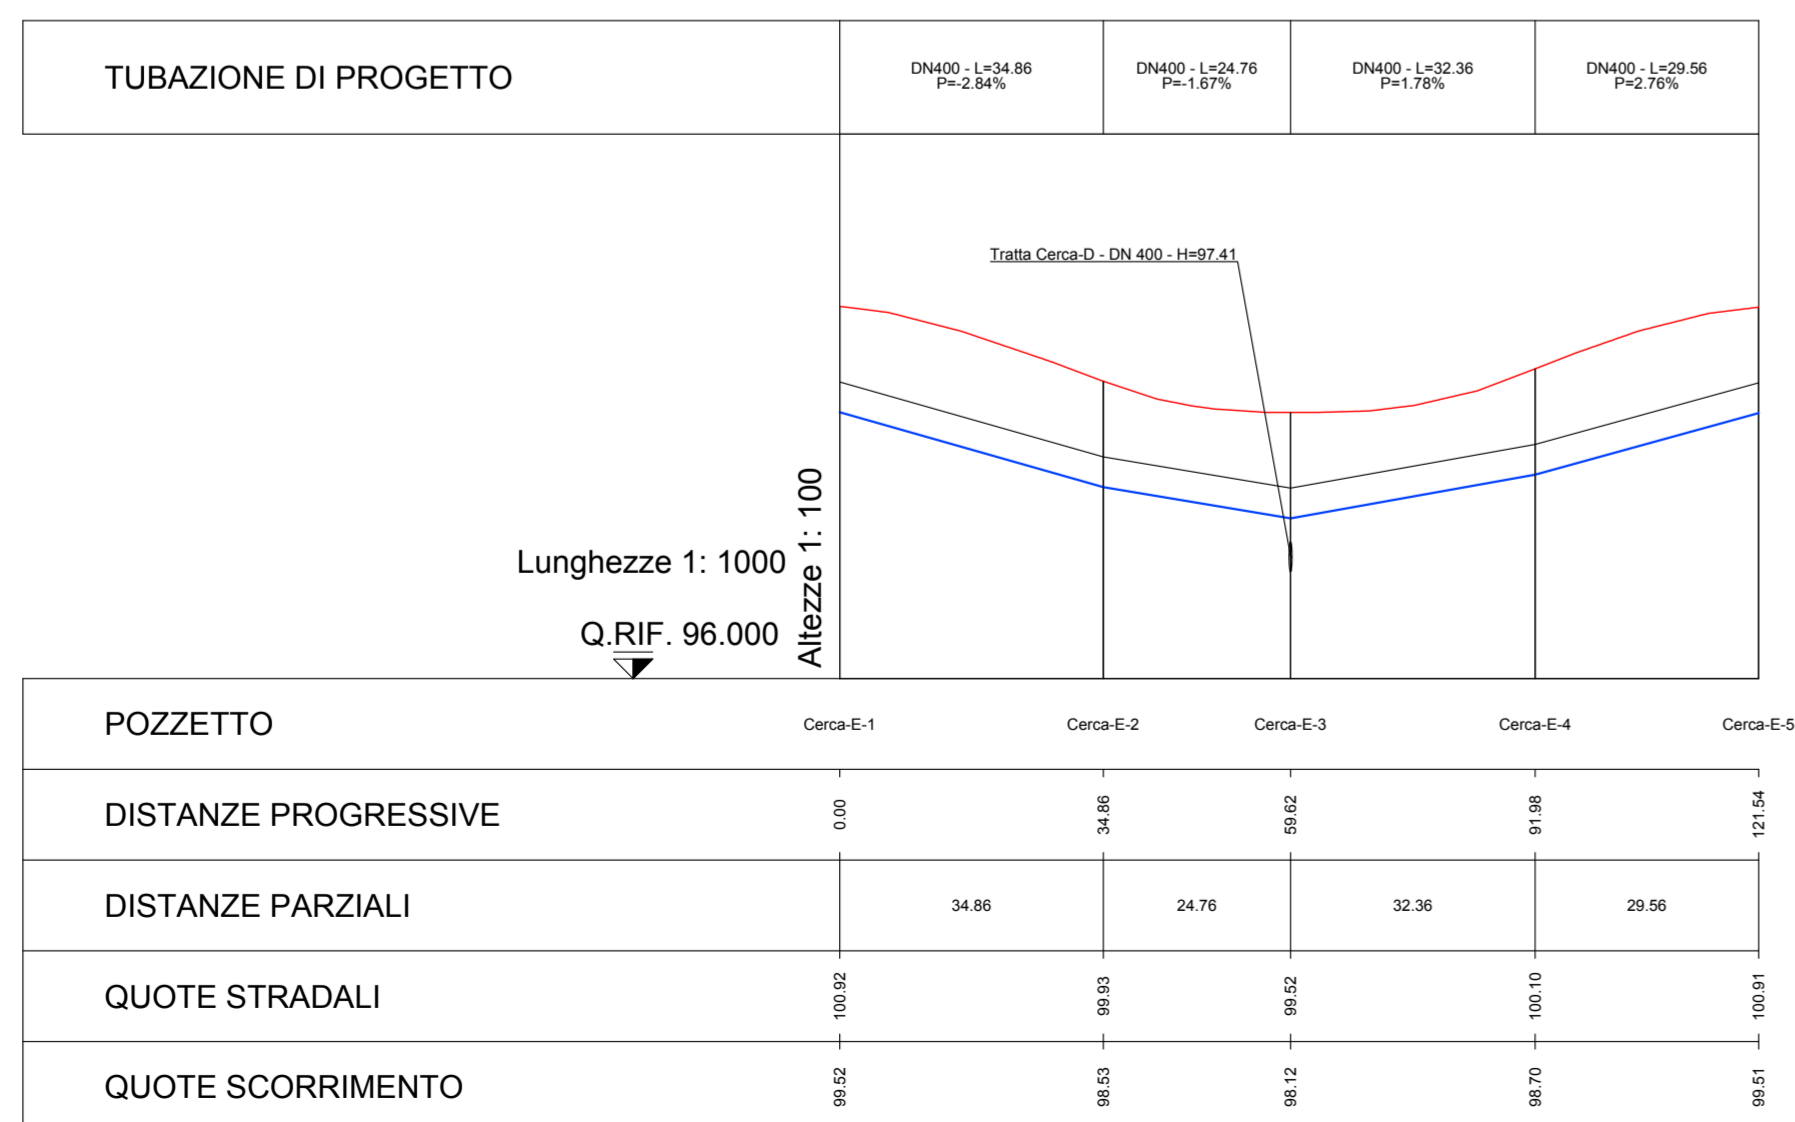 TUBAZIONE DI PROGETTO
DN400 - L=34.86
P=-2.84%
DN400 - L=24.76
P=-1.67%
DN400 - L=32.36
P=1.78%
DN400 - L=29.56
P=2.76%
Tratta Cerca-D - DN 400 - H=97.41
Lunghezze 1: 1000
Altezze 1: 100
Q.RIF. 96.000
POZZETTO
Cerca-E-1
Cerca-E-2
Cerca-E-3
Cerca-E-4
Cerca-E-5
DISTANZE PROGRESSIVE
0.00
34.86
59.62
91.98
121.54
DISTANZE PARZIALI
34.86
24.76
32.36
29.56
QUOTE STRADALI
100.92
99.93
99.52
100.10
100.91
QUOTE SCORRIMENTO
99.52
98.53
98.12
98.70
99.51